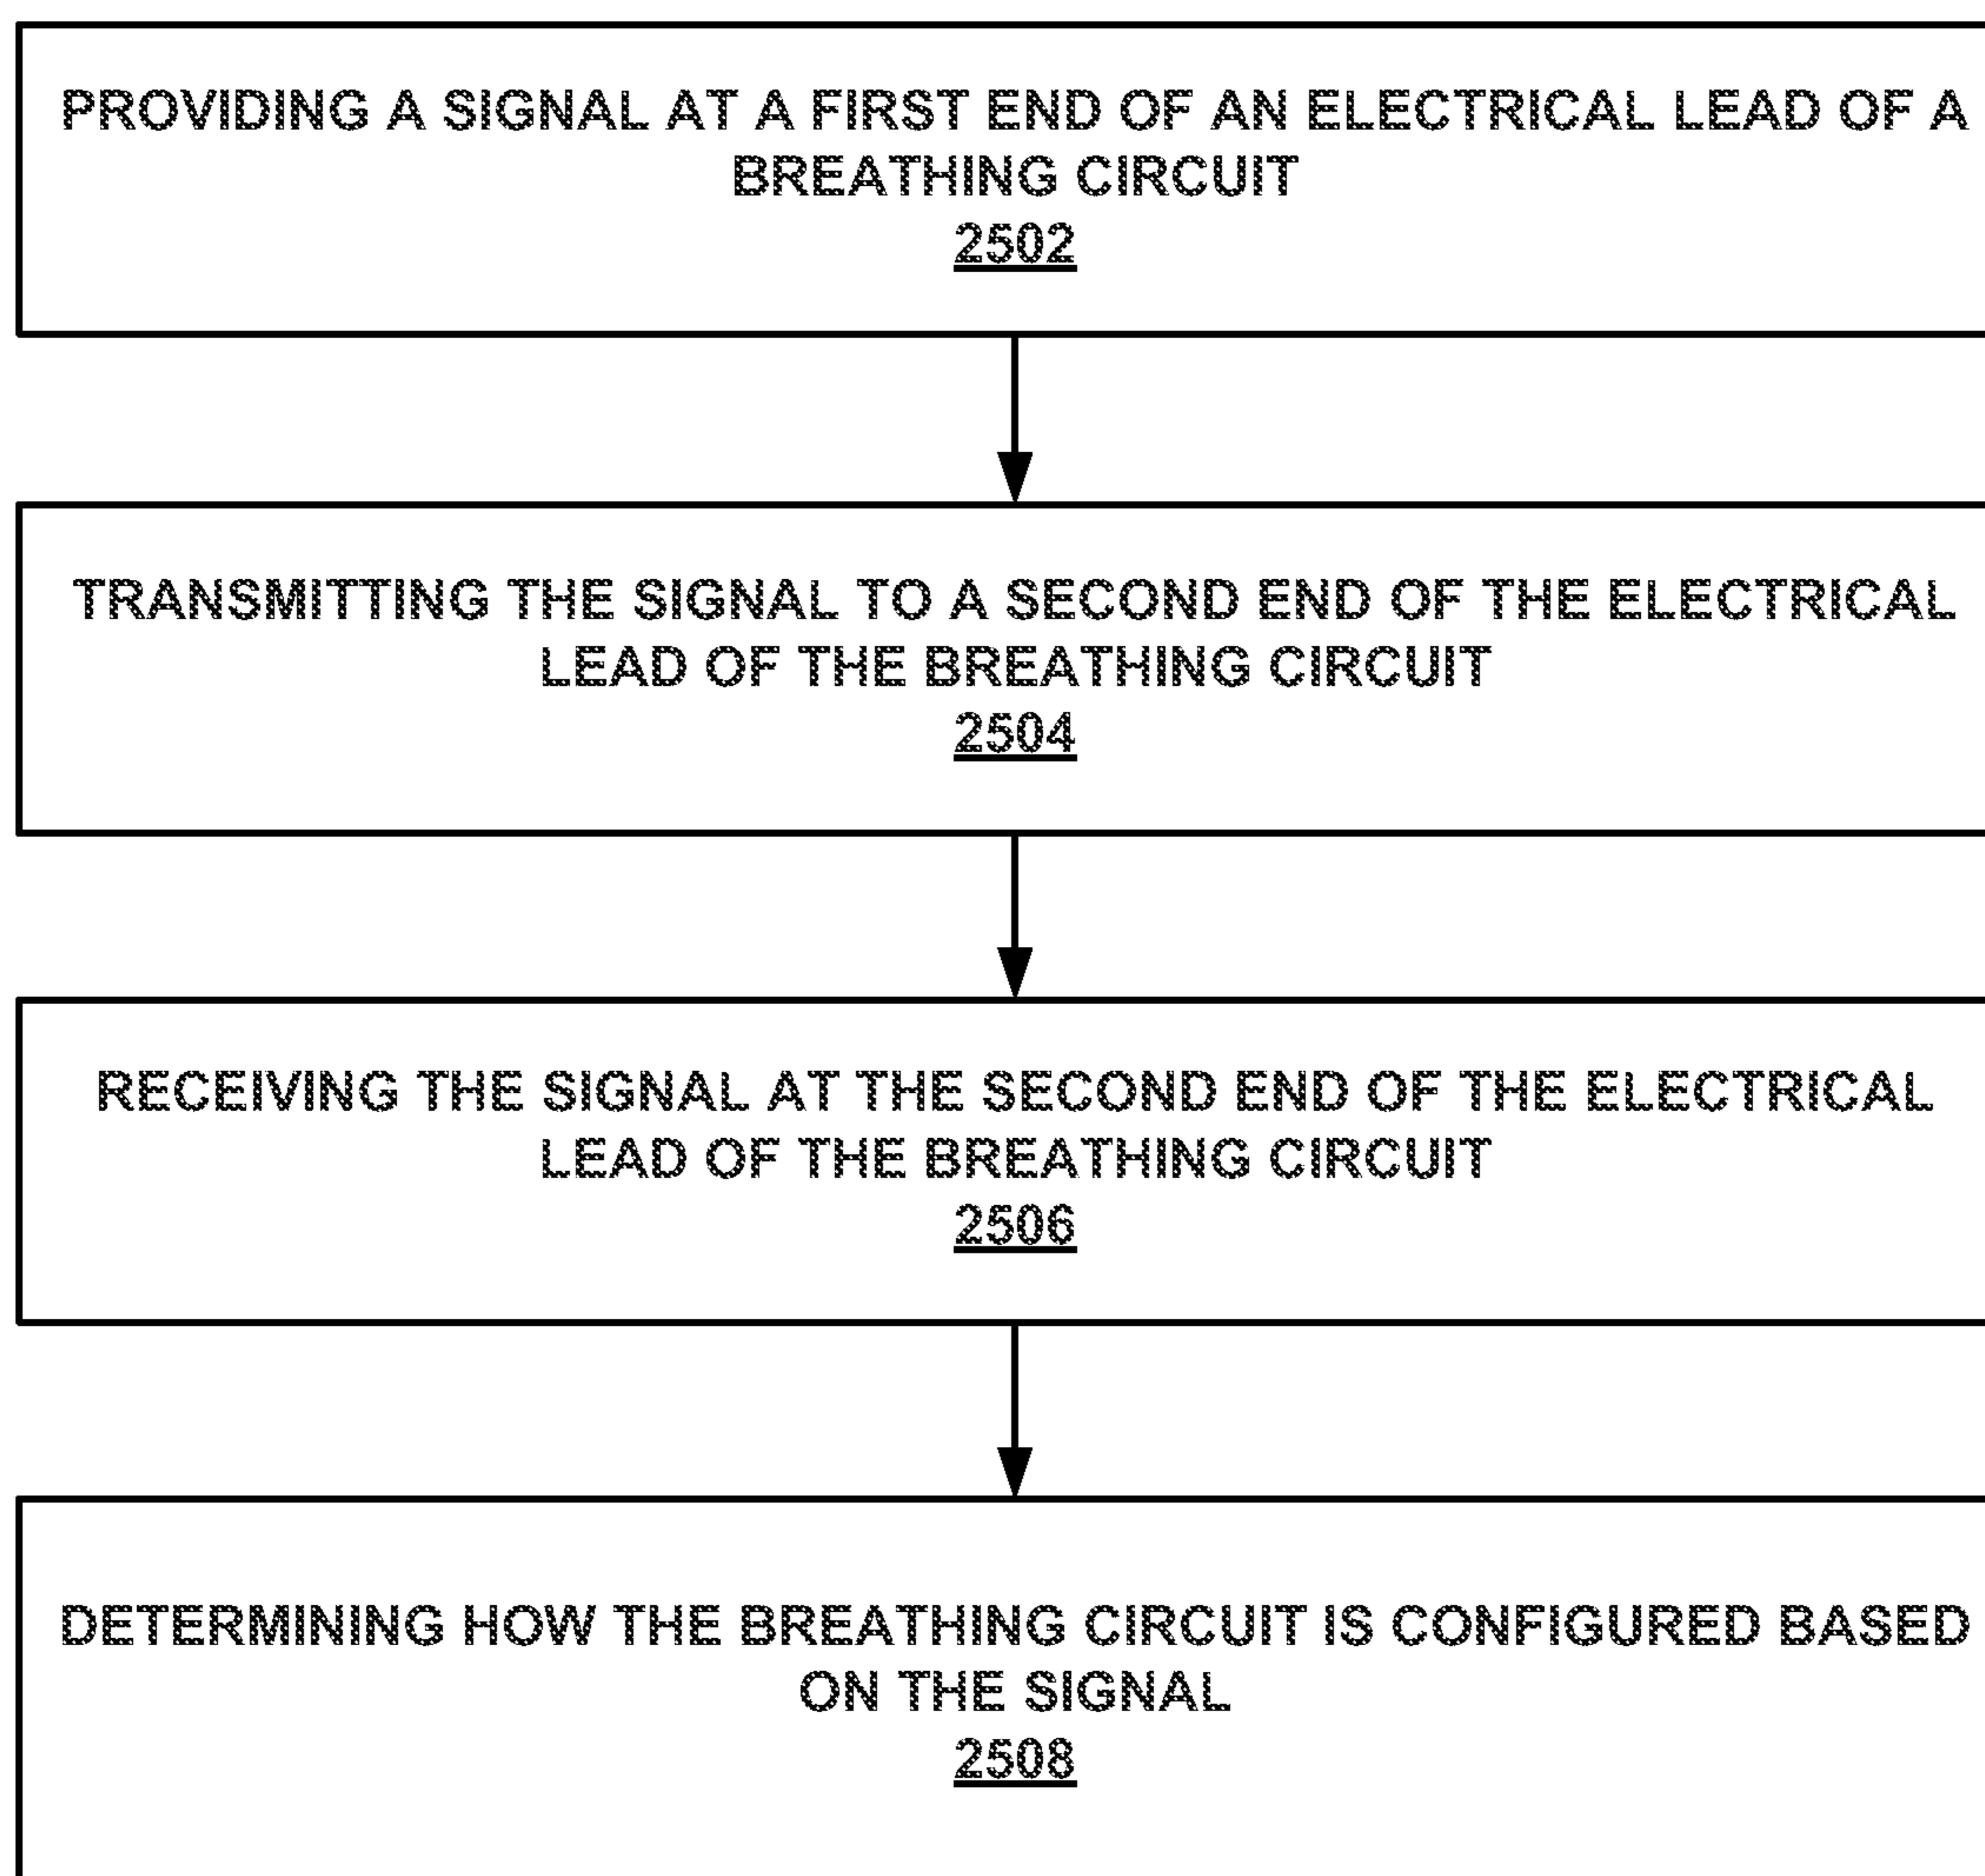 PROVIDING A SIGNAL AT A FIRST END OF AN ELECTRICAL LEAD OF A
BREATHING CIRCUIT
2502
TRANSMITTING THE SIGNAL TO A SECOND END OF THE ELECTRICAL
LEAD OF THE BREATHING CIRCUIT
2504
RECEIVING THE SIGNAL AT THE SECOND END OF THE ELECTRICAL
LEAD OF THE BREATHING CIRCUIT
2506
DETERMINING HOW THE BREATHING CIRCUIT IS CONFIGURED BASED
ON THE SIGNAL
2508